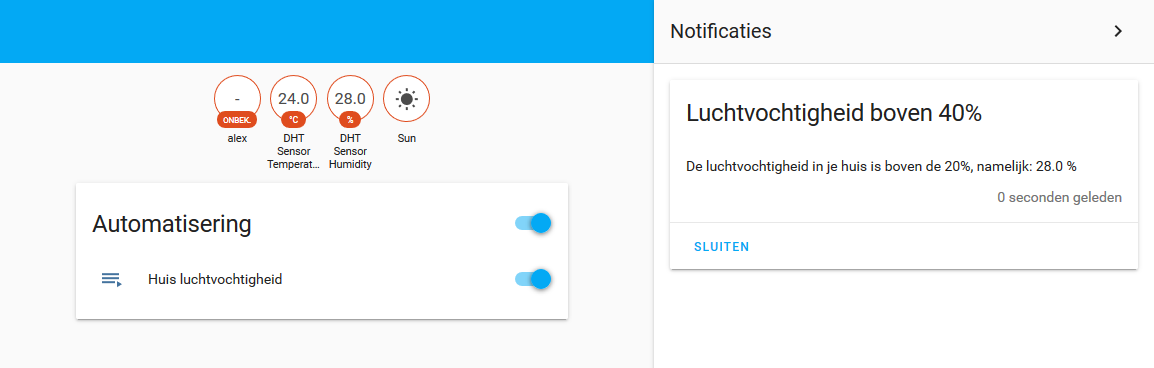 Notificaties
-
ONBEK.
alex
24.0
°C
DHT
Sensor
Temperat...
28.0
%
DHT
Sensor
Humidity
Sun
Automatisering
Huis luchtvochtigheid
Luchtvochtigheid boven 40%
De luchtvochtigheid in je huis is boven de 20%, namelijk: 28.0 %
0 seconden geleden
SLUITEN